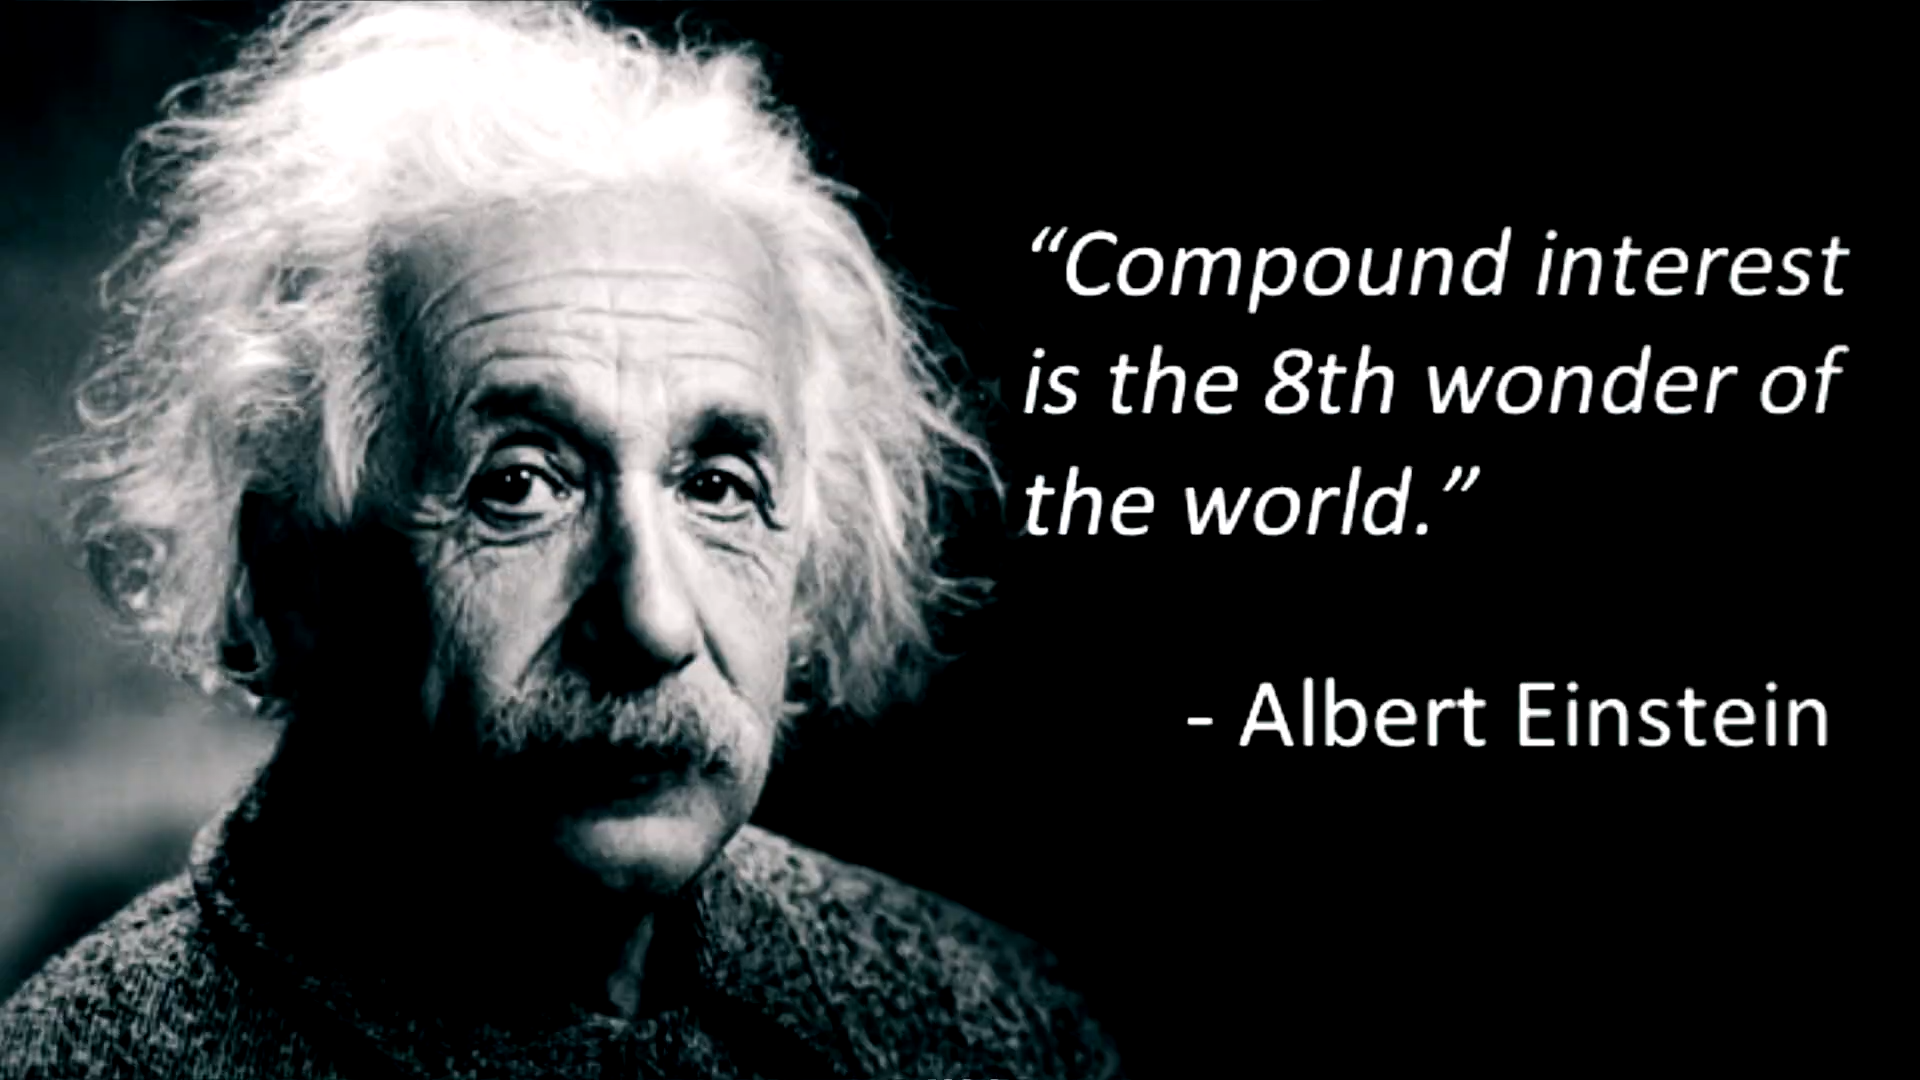 “Compound interest
is the 8th wonder of
the world.”
- Albert Einstein